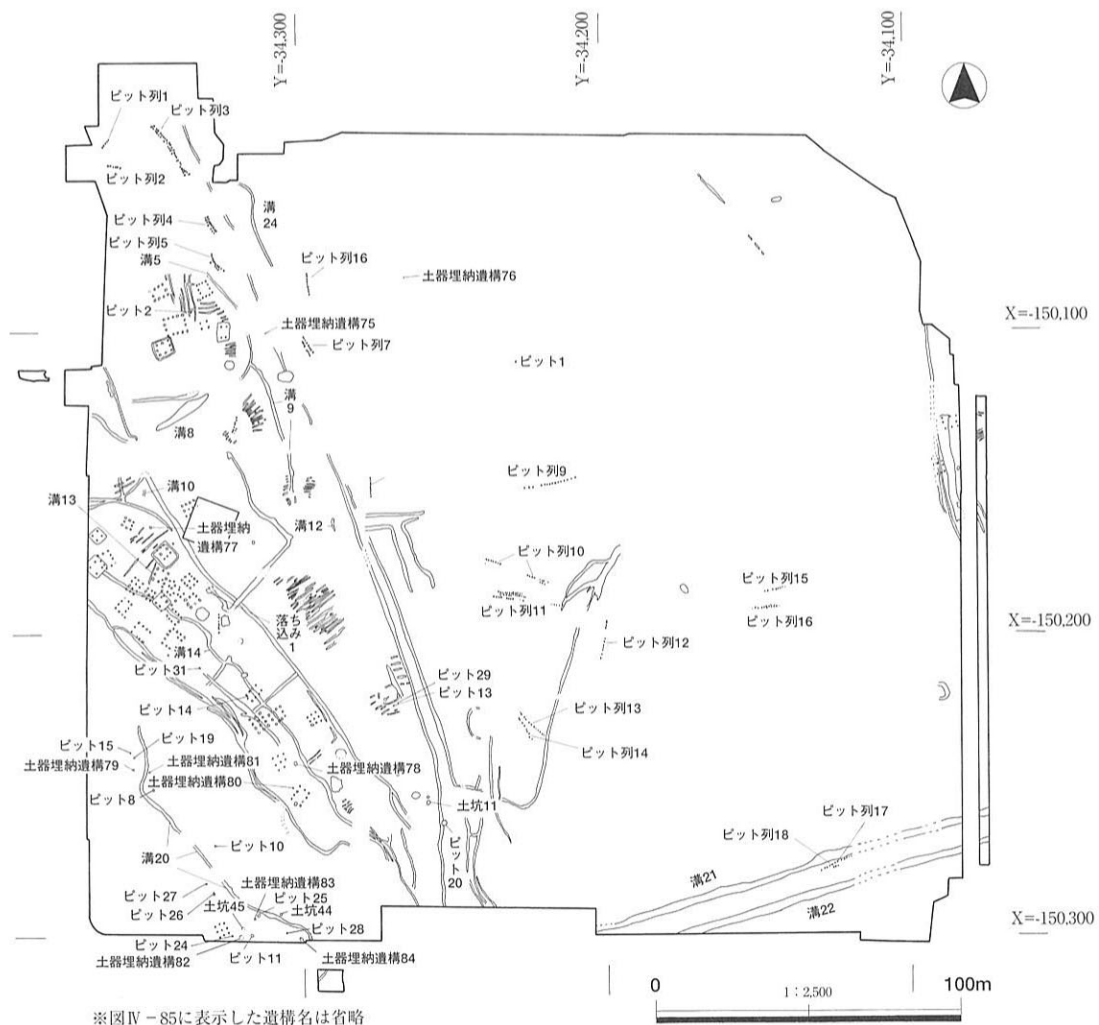 Y=-34,300
Y=-34,200
Y=-34,100
ピット列1
ピット列3
ピット列2
溝
24
ピット列4
ピット列5
溝5
ピット列16
土器埋納遺構76
ピット2
X=-150,100
土器埋納遺構75
ピット列7
ピット1
溝
9
溝8
ピット列9
溝10
溝13
土器埋納
遺構77
溝12
ピット列10
ピット列15
ピット列11
ピット列16
落込
ちみ1
X=-150,200
ピット列12
溝14
ピット31
ピット29
ピット13
ピット14
ピット列13
ピット列14
ピット19
ピット15
土器埋納遺構79
土器埋納遺構81
土器埋納遺構78
土器埋納遺構80
ピット8
土坑11
ピット20
ピット列17
ピット列18
ピット10
溝20
溝21
土器埋納遺構83
ピット27
ピット25
溝22
ピット26
土坑45
土坑44
ピット28
X=-150,300
ピット24
土器埋納遺構82
ピット11
土器埋納遺構84
0
100m
1:2,500
※図Ⅳ-85に表示した遺構名は省略